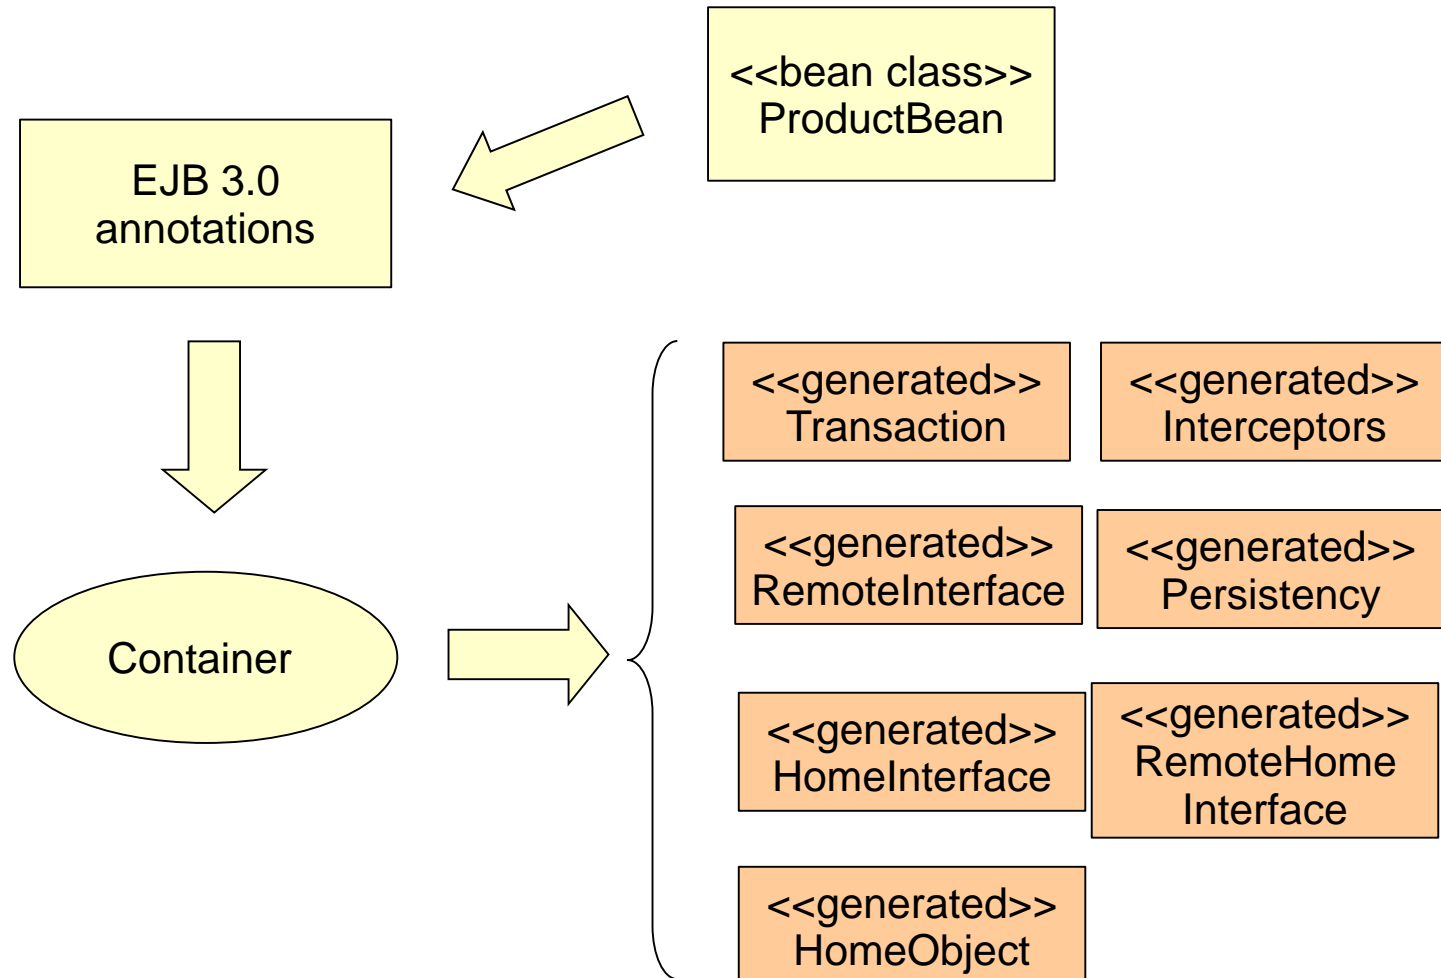 <<bean class>>
ProductBean
EJB 3.0
annotations
<<generated>>
Transaction
<<generated>>
Interceptors
<<generated>>
RemoteInterface
<<generated>>
Persistency
Container
<<generated>>
HomeInterface
<<generated>>
RemoteHome
Interface
<<generated>>
HomeObject